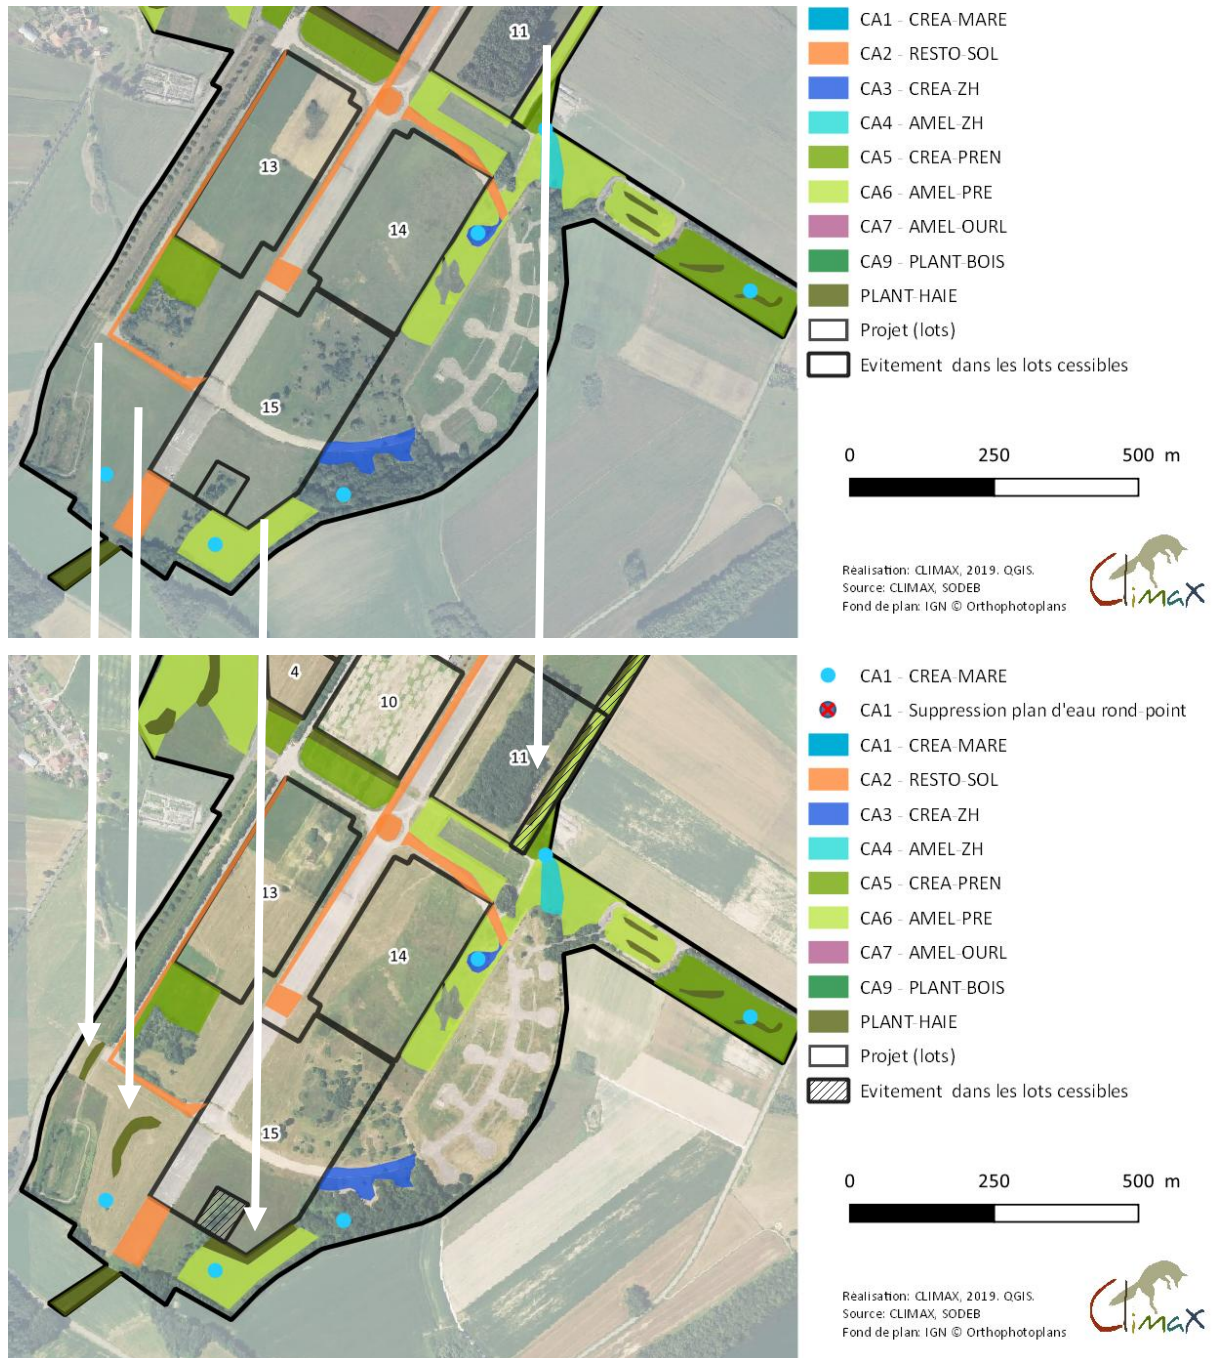 11
13
14
15
CA1 - CREA-MARE
CA2 - RESTO-SOL
CA3 - CREA-ZH
CA4 - AMEL-ZH
CA5 - CREA-PREN
CA6 - AMEL-PRE
CA7 - AMEL-OURL
CA9 - PLANT-BOIS
PLANT-HAIE
Projet (lots)
Evitement dans les lots cessibles
0 250 500 m
Réalisation: CLIMAX, 2019. QGIS.
Source: CLIMAX, SODEB
Fond de plan: IGN © Orthophotoplans
CLiMaX
4
10
11
13
14
15
CA1 - CREA-MARE
CA1 - Suppression plan d'eau rond-point
CA1 - CREA-MARE
CA2 - RESTO-SOL
CA3 - CREA-ZH
CA4 - AMEL-ZH
CA5 - CREA-PREN
CA6 - AMEL-PRE
CA7 - AMEL-OURL
CA9 - PLANT-BOIS
PLANT-HAIE
Projet (lots)
Evitement dans les lots cessibles
0 250 500 m
Réalisation: CLIMAX, 2019. QGIS.
Source: CLIMAX, SODEB
Fond de plan: IGN © Orthophotoplans
CLiMaX